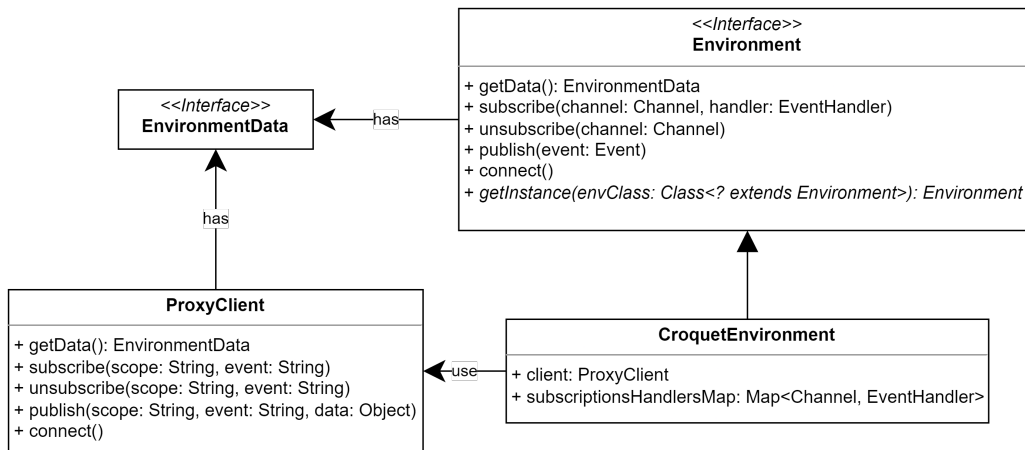 <<Interface>>
Environment
+ getData(): EnvironmentData
+ subscribe(channel: Channel, handler: EventHandler)
+ unsubscribe(channel: Channel)
+ publish(event: Event)
+ connect()
+ getInstance(envClass: Class<? extends Environment>): Environment
<<Interface>>
EnvironmentData
has
has
ProxyClient
+ getData(): EnvironmentData
+ subscribe(scope: String, event: String)
+ unsubscribe(scope: String, event: String)
+ publish(scope: String, event: String, data: Object)
+ connect()
use
CroquetEnvironment
+ client: ProxyClient
+ subscriptionsHandlersMap: Map<Channel, EventHandler>